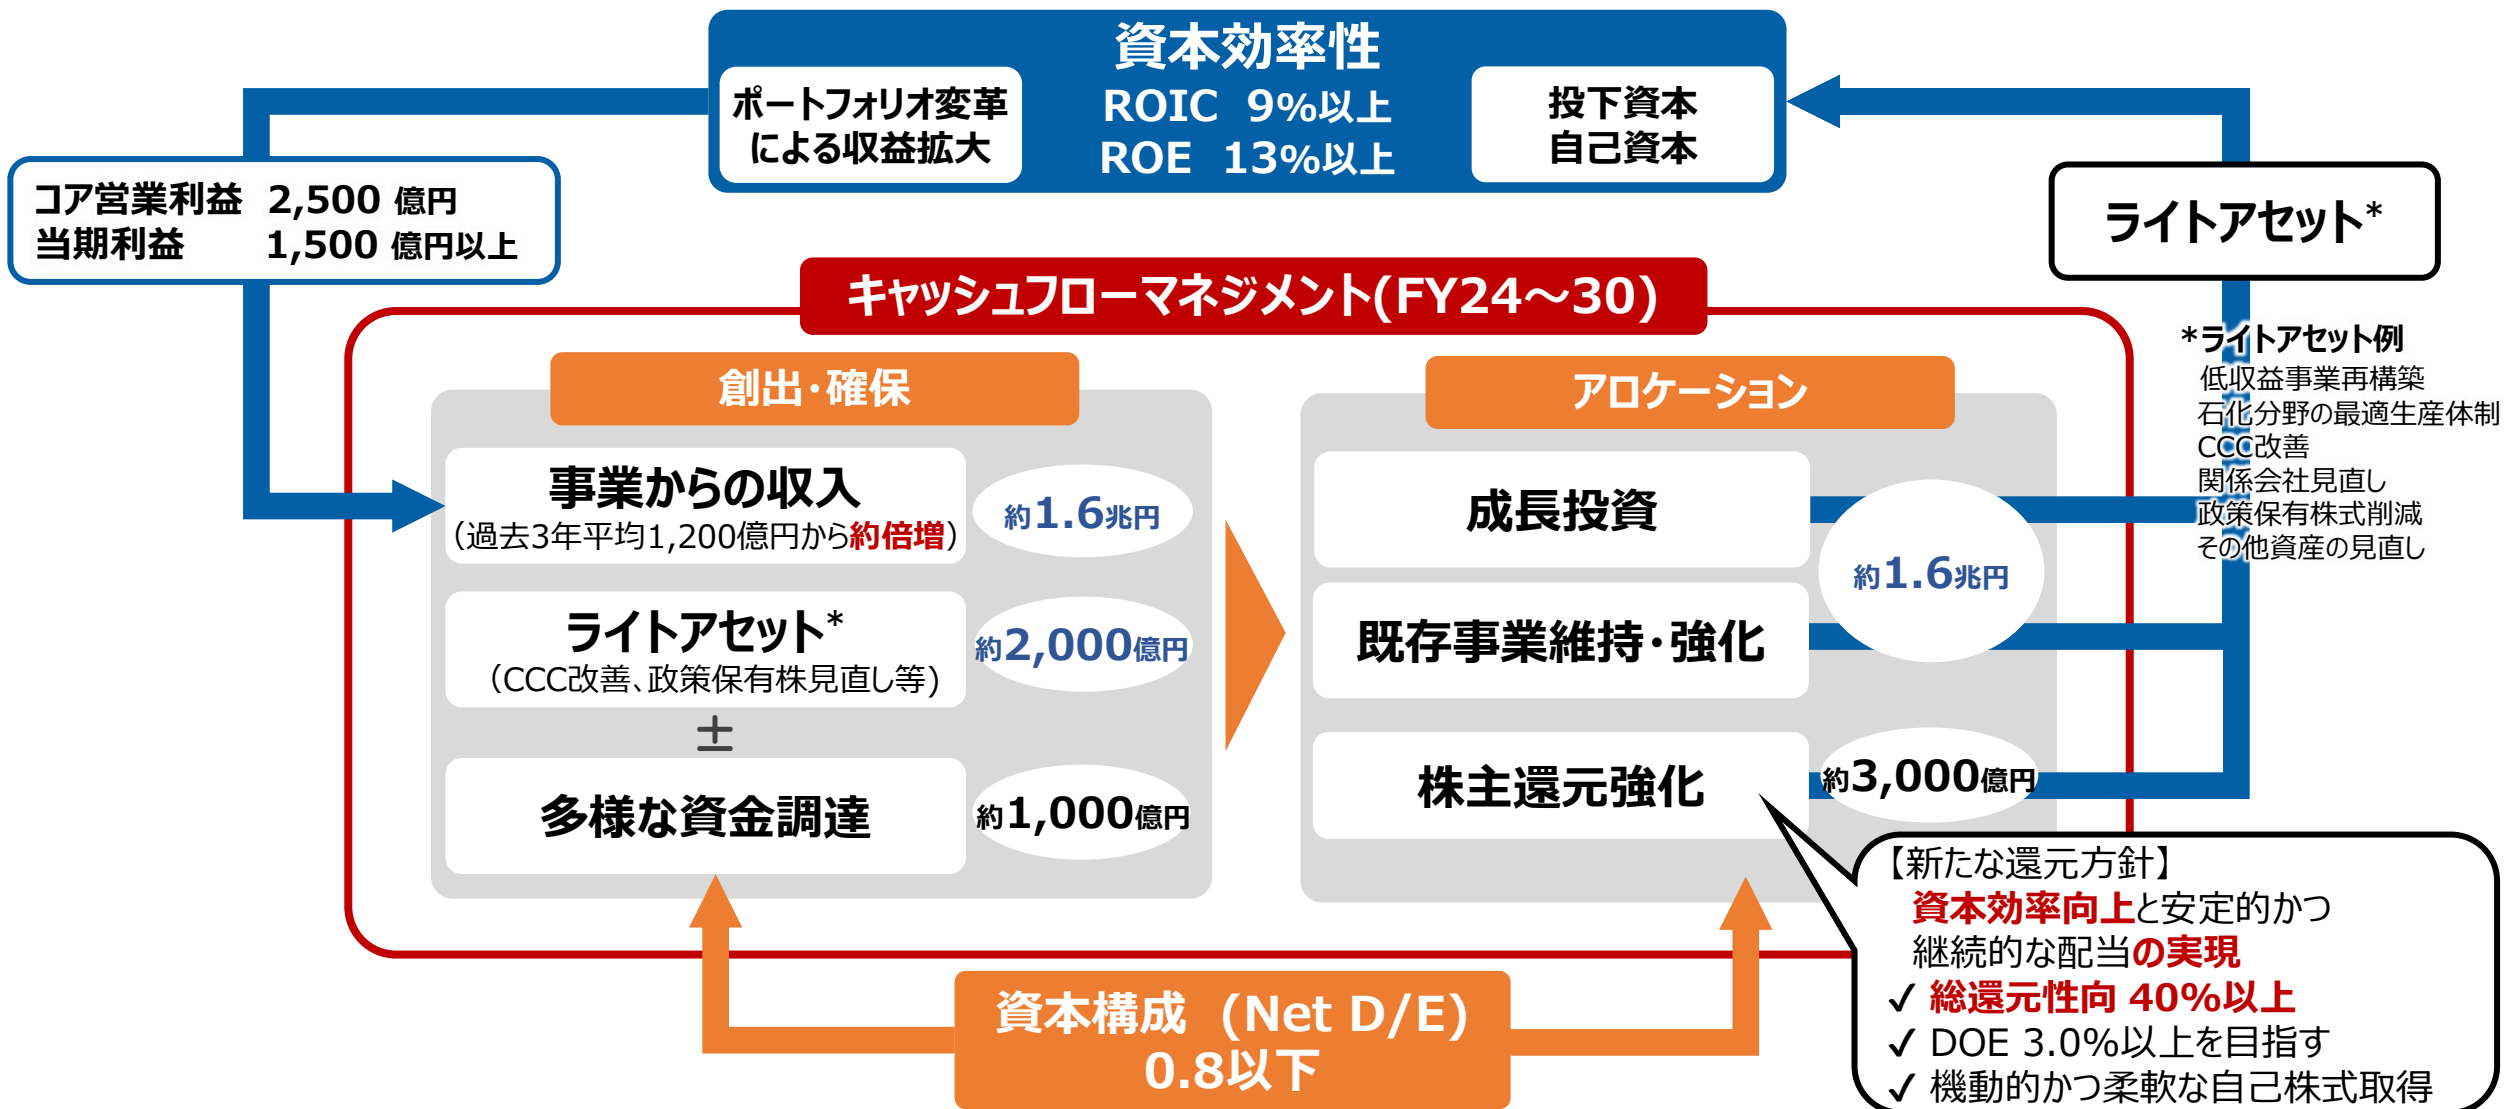 資本効率性
ポートフォリオ変革
による収益拡大
ROIC 9%以上
ROE 13%以上
投下資本
自己資本
コア営業利益 2,500 億円
当期利益 1,500 億円以上
ライトアセット*
キャッシュフローマネジメント(FY24～30)
*ライトアセット例
低収益事業再構築
石化分野の最適生産体制
CCC改善
関係会社見直し
政策保有株式削減
その他資産の見直し
創出・確保
事業からの収入
（過去3年平均1,200億円から約倍増）
約1.6兆円
ライトアセット*
（CCC改善、政策保有株見直し等)
約2,000億円
±
多様な資金調達
約1,000億円
アロケーション
成長投資
約1.6兆円
既存事業維持・強化
株主還元強化
約3,000億円
資本構成 (Net D/E)
0.8以下
【新たな還元方針】
資本効率向上と安定的かつ
継続的な配当の実現
✓ 総還元性向 40%以上
✓ DOE 3.0%以上を目指す
✓ 機動的かつ柔軟な自己株式取得